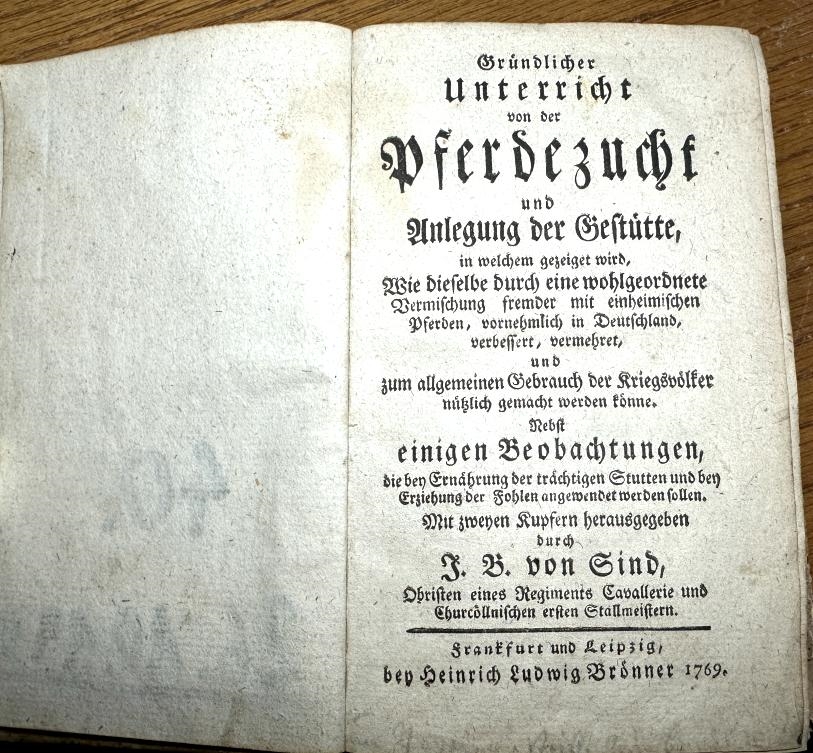 Gründlicher
Unterricht
von der
Pferdezucht
und
Anlegung der Geſtütte,
in welchem gezeiget wird,
Wie dieſelbe durch eine wohlgeordnete
Vermiſchung fremder mit einheimiſchen
Pferden, vornehmlich in Deutſchland,
verbeſſert, vermehret,
und
zum allgemeinen Gebrauch der Kriegsvölker
nützlich gemacht werden könne.
Nebſt
einigen Beobachtungen,
die bey Ernährung der trächtigen Stutten und bey
Erziehung der Fohlen angewendet werden ſollen.
Mit zweyen Kupfern herausgegeben
durch
J. B. von Sind,
Obriſten eines Regiments Cavallerie und
Churcöllniſchen erſten Stallmeiſtern.
Frankfurt und Leipzig,
bey Heinrich Ludwig Brönner 1769.